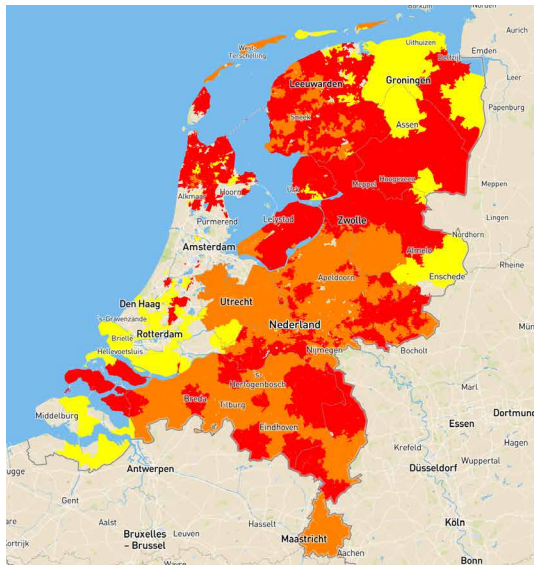 Borkum
Norden
Aurich
West-
Terschelling
Uithuizen
Emden
Delfzijl
Leeuwarden
Groningen
Leer
Papenburg
Sneek
Assen
Hoogeveen
Meppel
Meppen
Hoorn
Alkmaar
Lingen
Purmerend
Lelystad
Zwolle
Nordhorn
Amsterdam
Almelo
Rheine
Enschede
Apeldoorn
Den Haag
Utrecht
's-Gravenzande
Rotterdam
Nederland
Brielle
Hellevoetsluis
Nijmegen
Bocholt
Marl
's-Hertogenbosch
Breda
Tilburg
Dortmund
Middelburg
Eindhoven
Essen
Hagen
Krefeld
Wuppertal
Antwerpen
Düsseldorf
Gent
Hasselt
Köln
Aalst
Bruxelles
- Brussel
Leuven
Maastricht
Aachen
Bonn